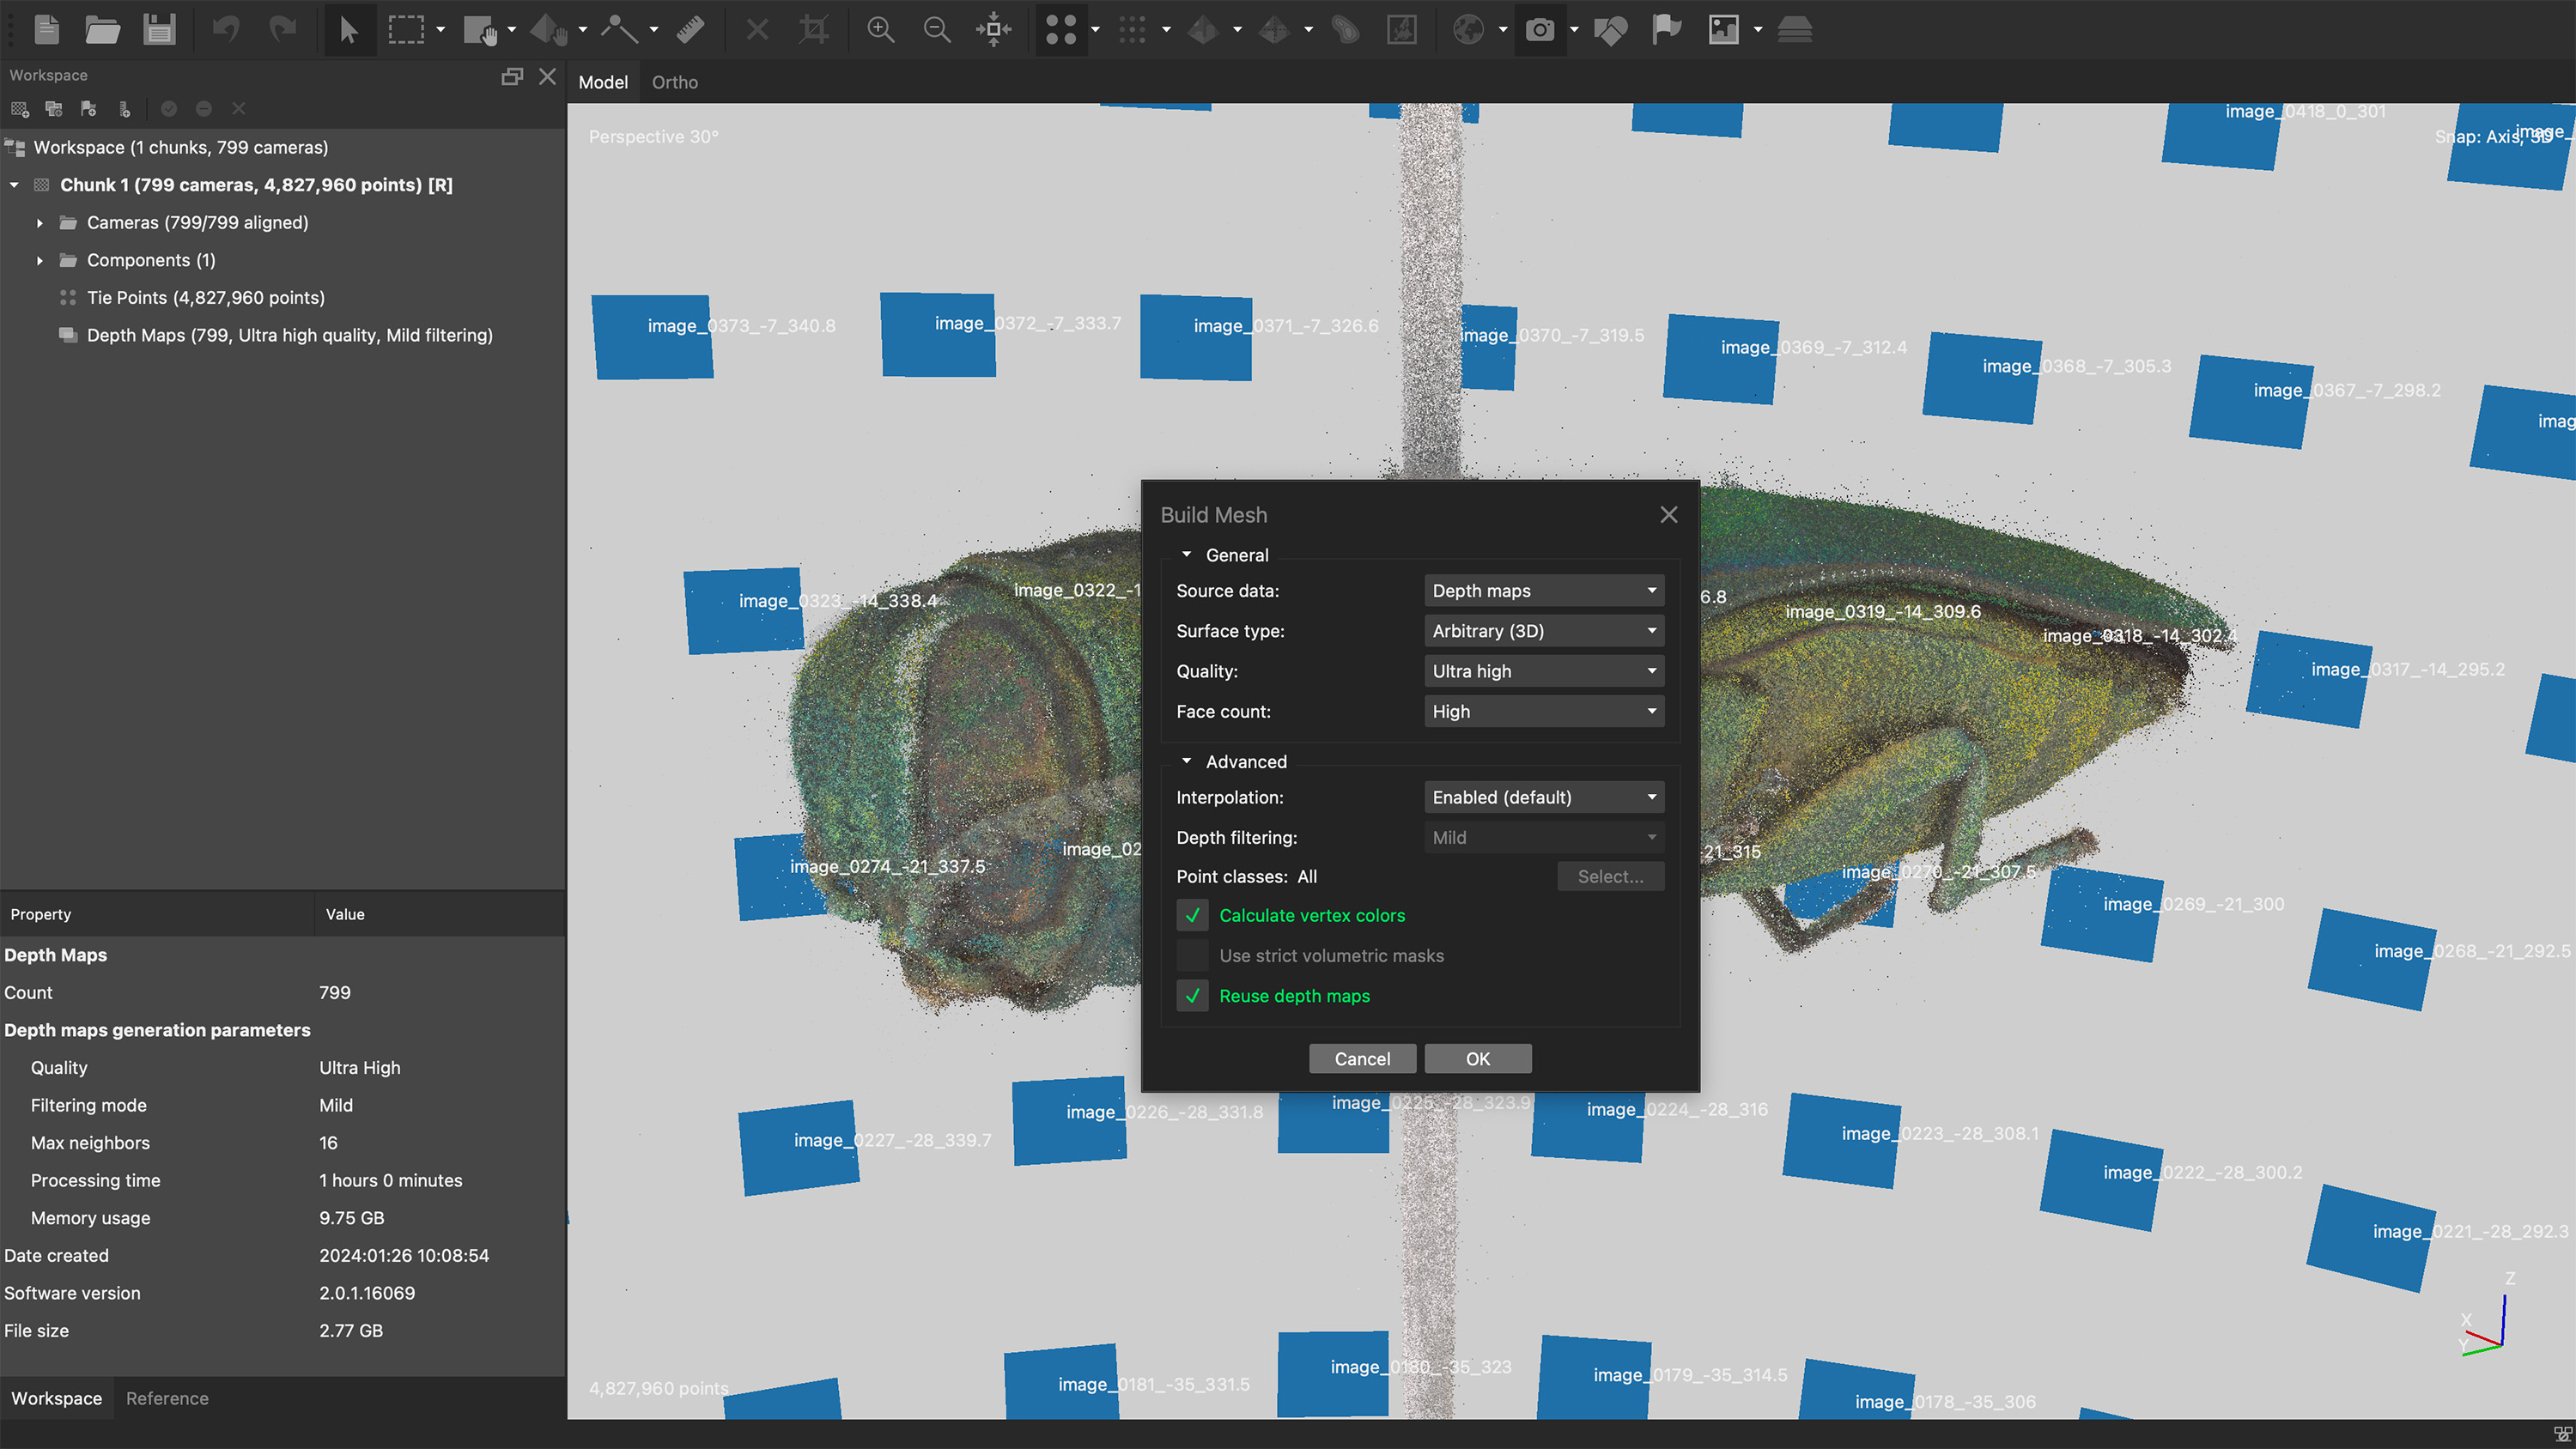 Workspace
Workspace (1 chunks, 799 cameras)
Chunk 1 (799 cameras, 4,827,960 points) [R]
Cameras (799/799 aligned)
Components (1)
Tie Points (4,827,960 points)
Depth Maps (799, Ultra high quality, Mild filtering)
Property Value
Depth Maps
Count 799
Depth maps generation parameters
Quality Ultra High
Filtering mode Mild
Max neighbors 16
Processing time 1 hours 0 minutes
Memory usage 9.75 GB
Date created 2024:01:26 10:08:54
Software version 2.0.1.16069
File size 2.77 GB
Workspace Reference
Model Ortho
Perspective 30°
image_0418_0_301
Snap: Axis, 3D
image_
image_0373_-7_340.8
image_0372_-7_333.7
image_0371_-7_326.6
image_0370_-7_319.5
image_0369_-7_312.4
image_0368_-7_305.3
image_0367_-7_298.2
imag
image_0323_-14_338.4
image_0322_-1
6.8
image_0319_-14_309.6
image_0318_-14_302.4
image_0317_-14_295.2
image_0274_-21_337.5
image_02
21_315
image_0270_-21_307.5
image_0269_-21_300
image_0268_-21_292.5
Build Mesh
General
Source data: Depth maps
Surface type: Arbitrary (3D)
Quality: Ultra high
Face count: High
Advanced
Interpolation: Enabled (default)
Depth filtering: Mild
Point classes: All Select...
Calculate vertex colors
Use strict volumetric masks
Reuse depth maps
Cancel OK
image_0227_-28_339.7
image_0226_-28_331.8
image_0225_-28_323.9
image_0224_-28_316
image_0223_-28_308.1
image_0222_-28_300.2
image_0221_-28_292.3
image_0181_-35_331.5
image_0180_-35_323
image_0179_-35_314.5
image_0178_-35_306
4,827,960 points
Z
X
Y